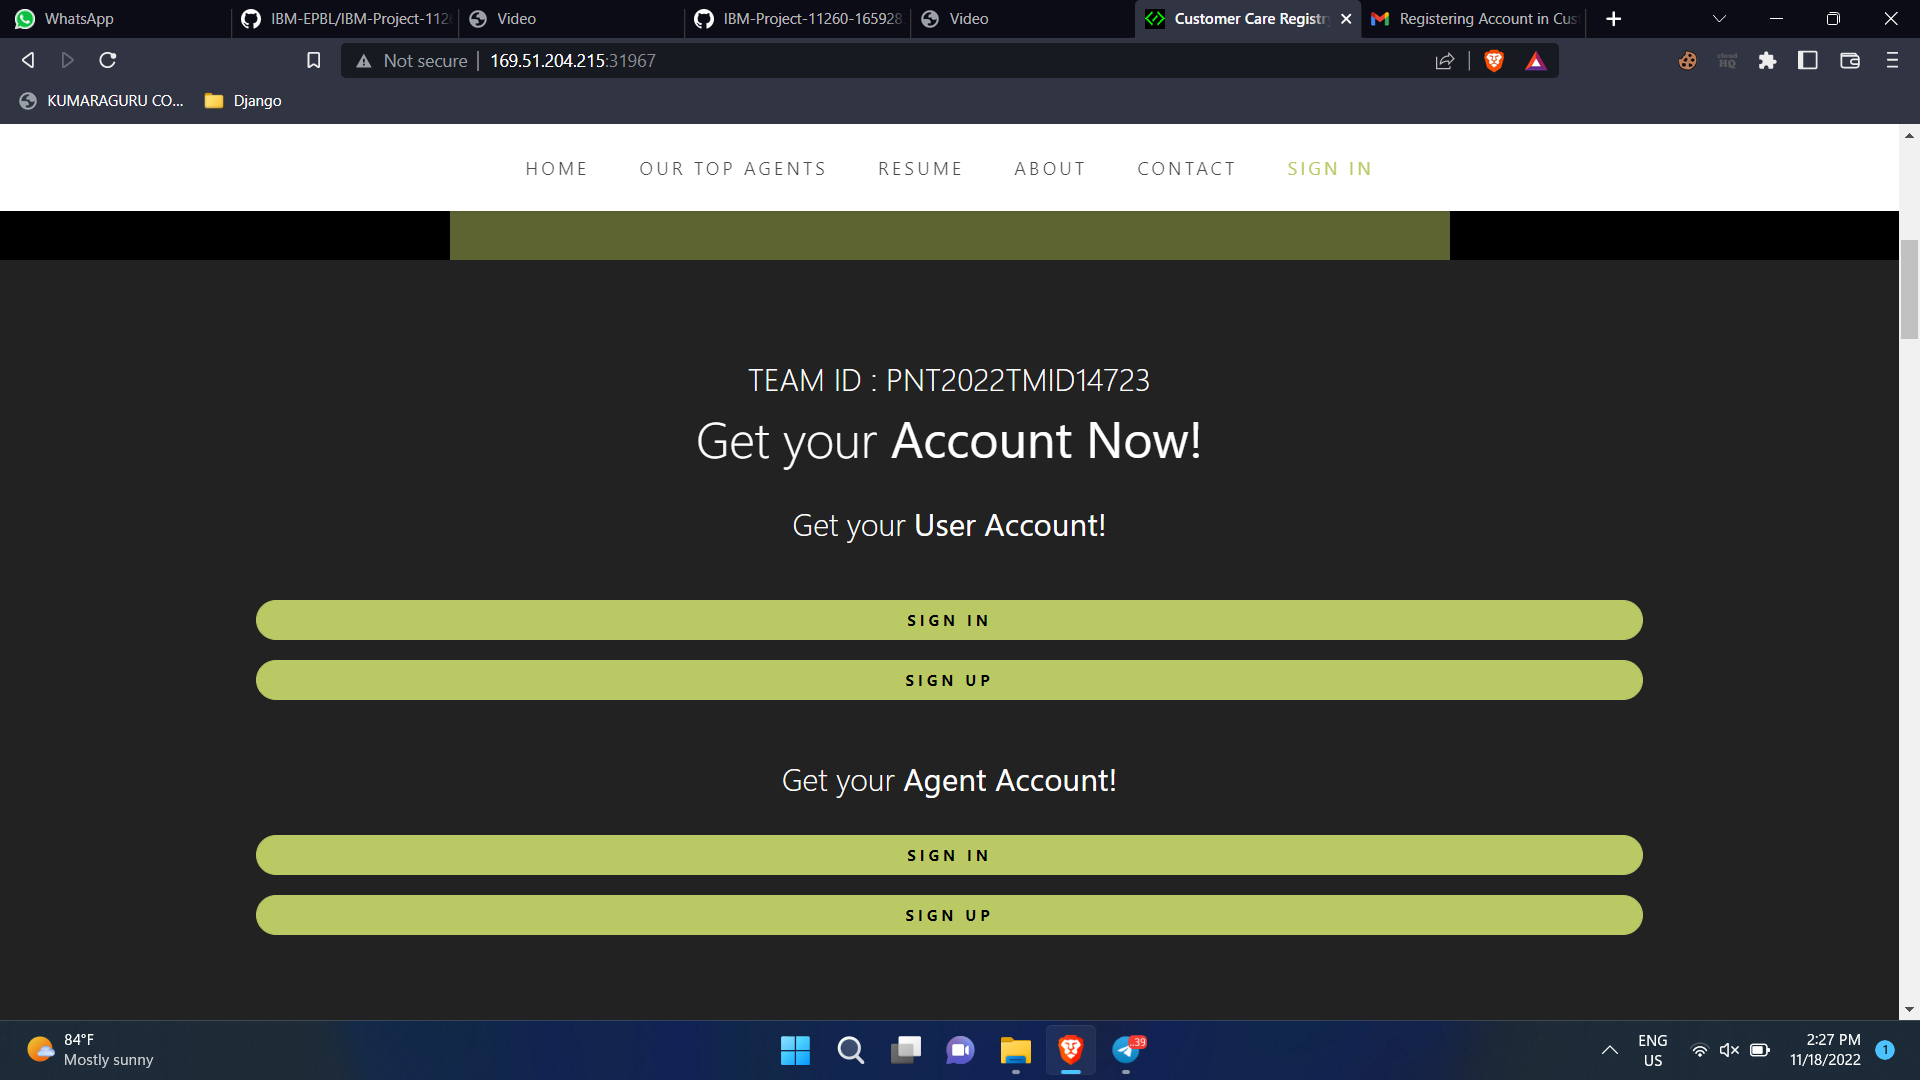 WhatsApp
IBM-EPBL/IBM-Project-112
Video
IBM-Project-11260-165928
Video
Customer Care Registr
Registering Account in Cus
Not secure
169.51.204.215:31967
KUMARAGURU CO...
Django
HOME
OUR TOP AGENTS
RESUME
ABOUT
CONTACT
SIGN IN
TEAM ID : PNT2022TMID14723
Get your Account Now!
Get your User Account!
SIGN IN
SIGN UP
Get your Agent Account!
SIGN IN
SIGN UP
84°F
Mostly sunny
39
ENG
US
2:27 PM
11/18/2022
1